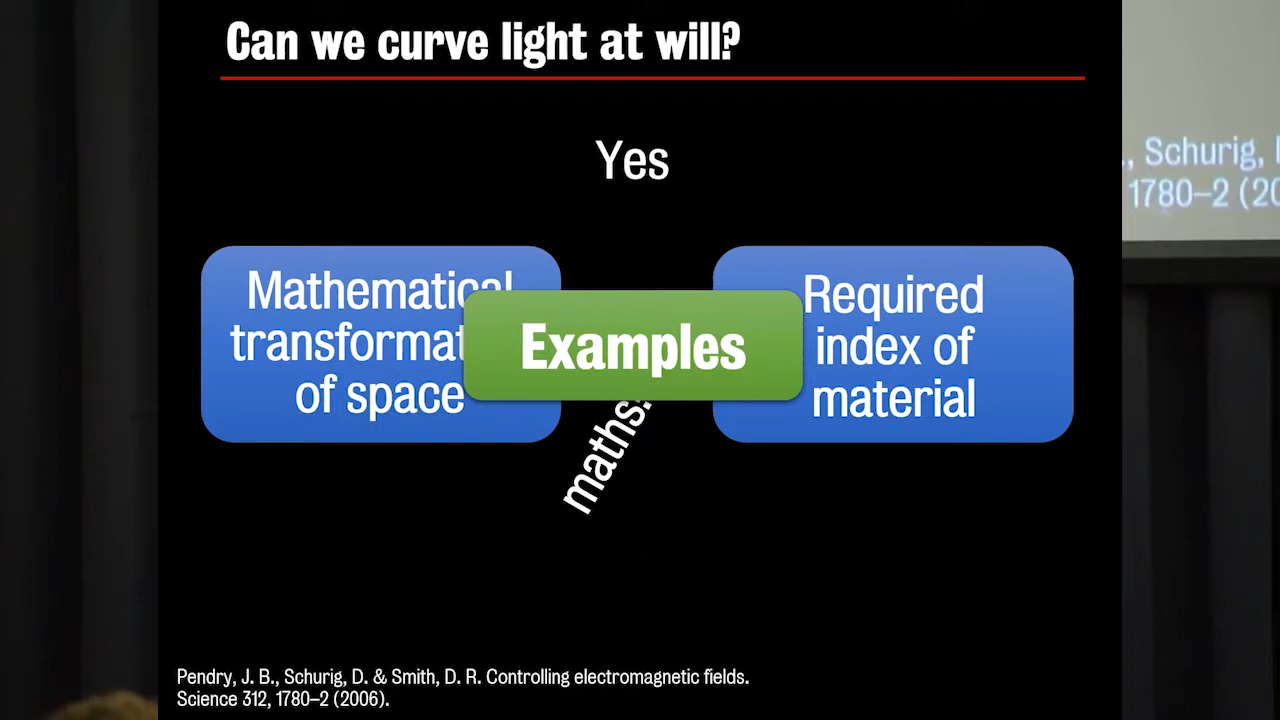 Can we curve light at will?
Yes
Mathematical
transformat
of space
Examples
Required
index of
material
maths.
Pendry, J. B., Schurig, D. & Smith, D. R. Controlling electromagnetic fields.
Science 312, 1780–2 (2006).
., Schurig,
1780–2 (20